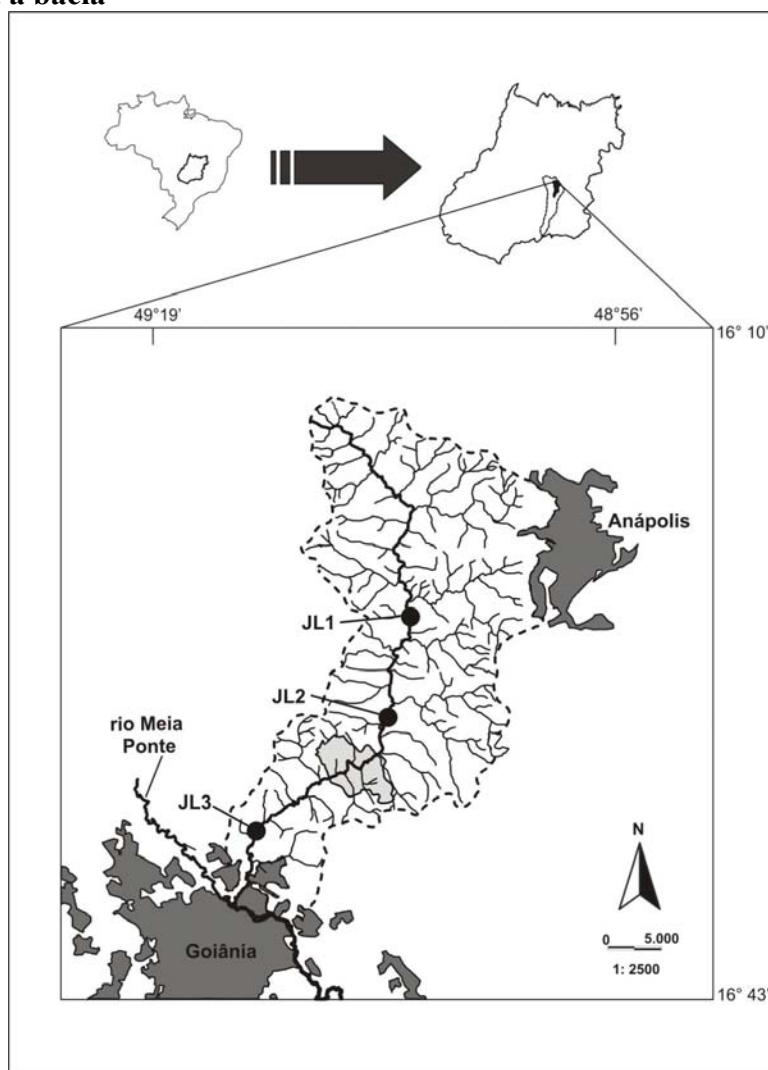 a bacia
49°19'
48°56'
16° 10'
Anápolis
JL1
JL2
rio Meia
Ponte
JL3
N
0 5.000
1: 2500
Goiânia
16° 43'